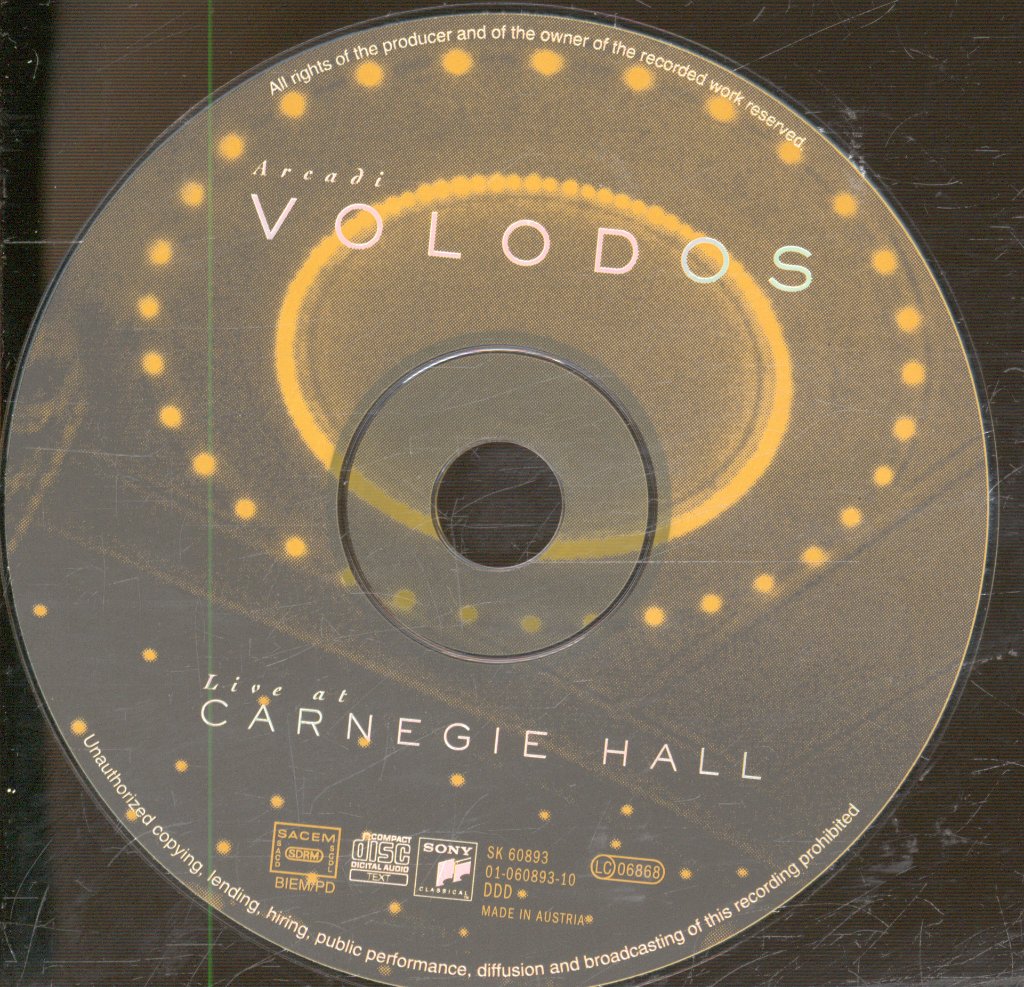 All rights of the producer and of the owner of the recorded work reserved
Arcadi
VOLODOS
Live at
CARNEGIE HALL
SACEM
SACD
SDRM
SCPL
BIEM/PD
COMPACT
disc
DIGITAL AUDIO
TEXT
SONY
CLASSICAL
SK 60893
01-060893-10
DDD
MADE IN AUSTRIA
LC 06868
Unauthorized copying, lending, hiring, public performance, diffusion and broadcasting of this recording prohibited